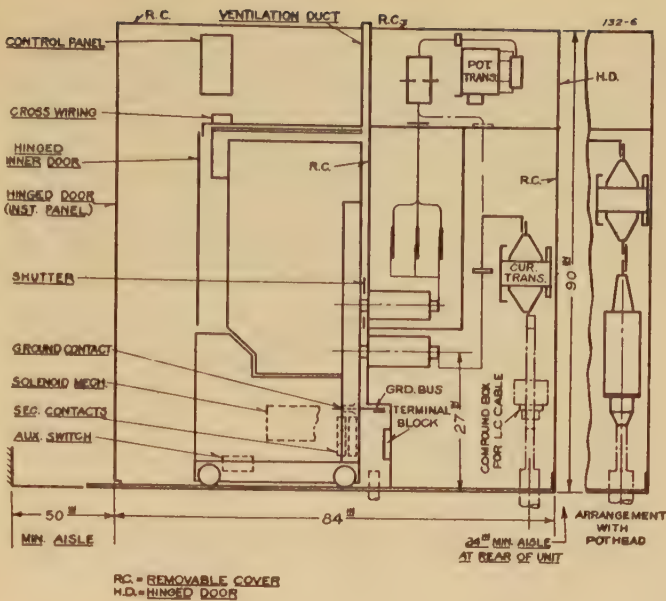 R.C.
VENTILATION DUCT
R.C.
132-6
CONTROL PANEL
POT.
TRANS.
H.D.
CROSS WIRING
HINGED
INNER DOOR
R.C.
R.C.
HINGED DOOR
(INST. PANEL)
90"
SHUTTER
CUR.
TRANS.
GROUND CONTACT
SOLENOID MECH.
SEC. CONTACTS
AUX. SWITCH
GRD. BUS
TERMINAL
BLOCK
27"
COMPOUND BOX
FOR L.C. CABLE
50"
MIN. AISLE
84"
24" MIN. AISLE
AT REAR OF UNIT
ARRANGEMENT
WITH
POTHEAD
R.C. = REMOVABLE COVER
H.D. = HINGED DOOR